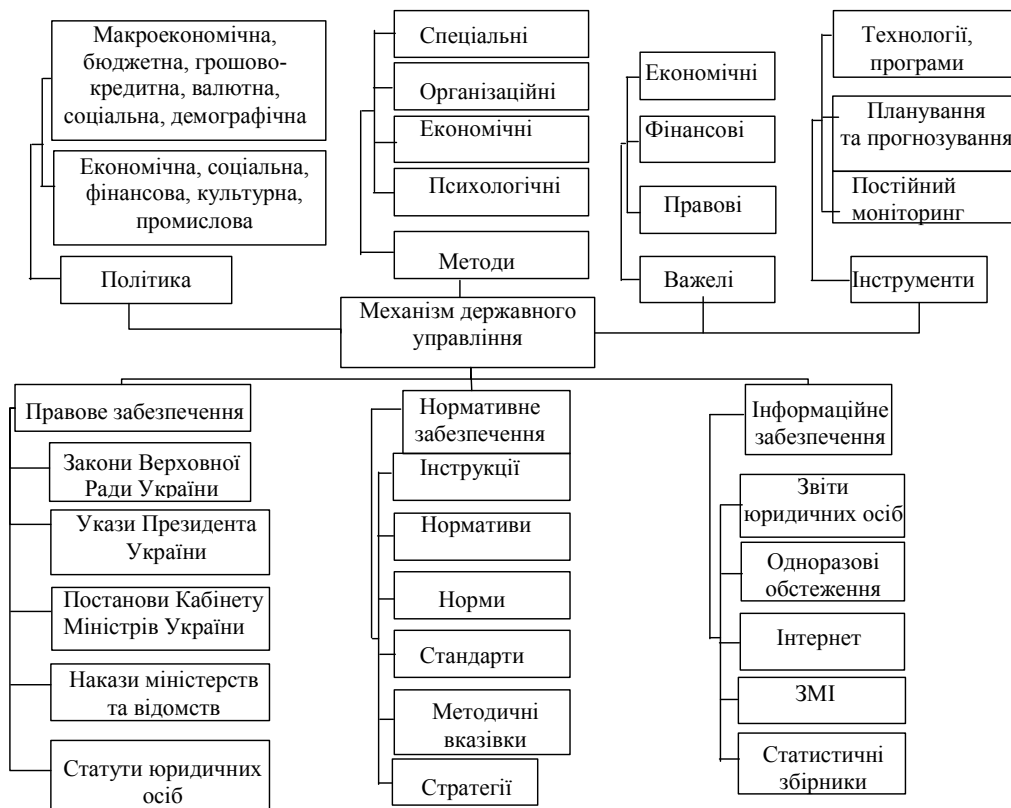 Макроекономічна,
бюджетна, грошово-
кредитна, валютна,
соціальна, демографічна
Економічна, соціальна,
фінансова, культурна,
промислова
Політика
Спеціальні
Організаційні
Економічні
Психологічні
Методи
Економічні
Фінансові
Правові
Важелі
Технології,
програми
Планування
та прогнозування
Постійний
моніторинг
Інструменти
Механізм державного
управління
Правове забезпечення
Закони Верховної
Ради України
Укази Президента
України
Постанови Кабінету
Міністрів України
Накази міністерств
та відомств
Статути юридичних
осіб
Нормативне
забезпечення
Інструкції
Нормативи
Норми
Стандарти
Методичні
вказівки
Стратегії
Інформаційне
забезпечення
Звіти
юридичних осіб
Одноразові
обстеження
Інтернет
ЗМІ
Статистичні
збірники